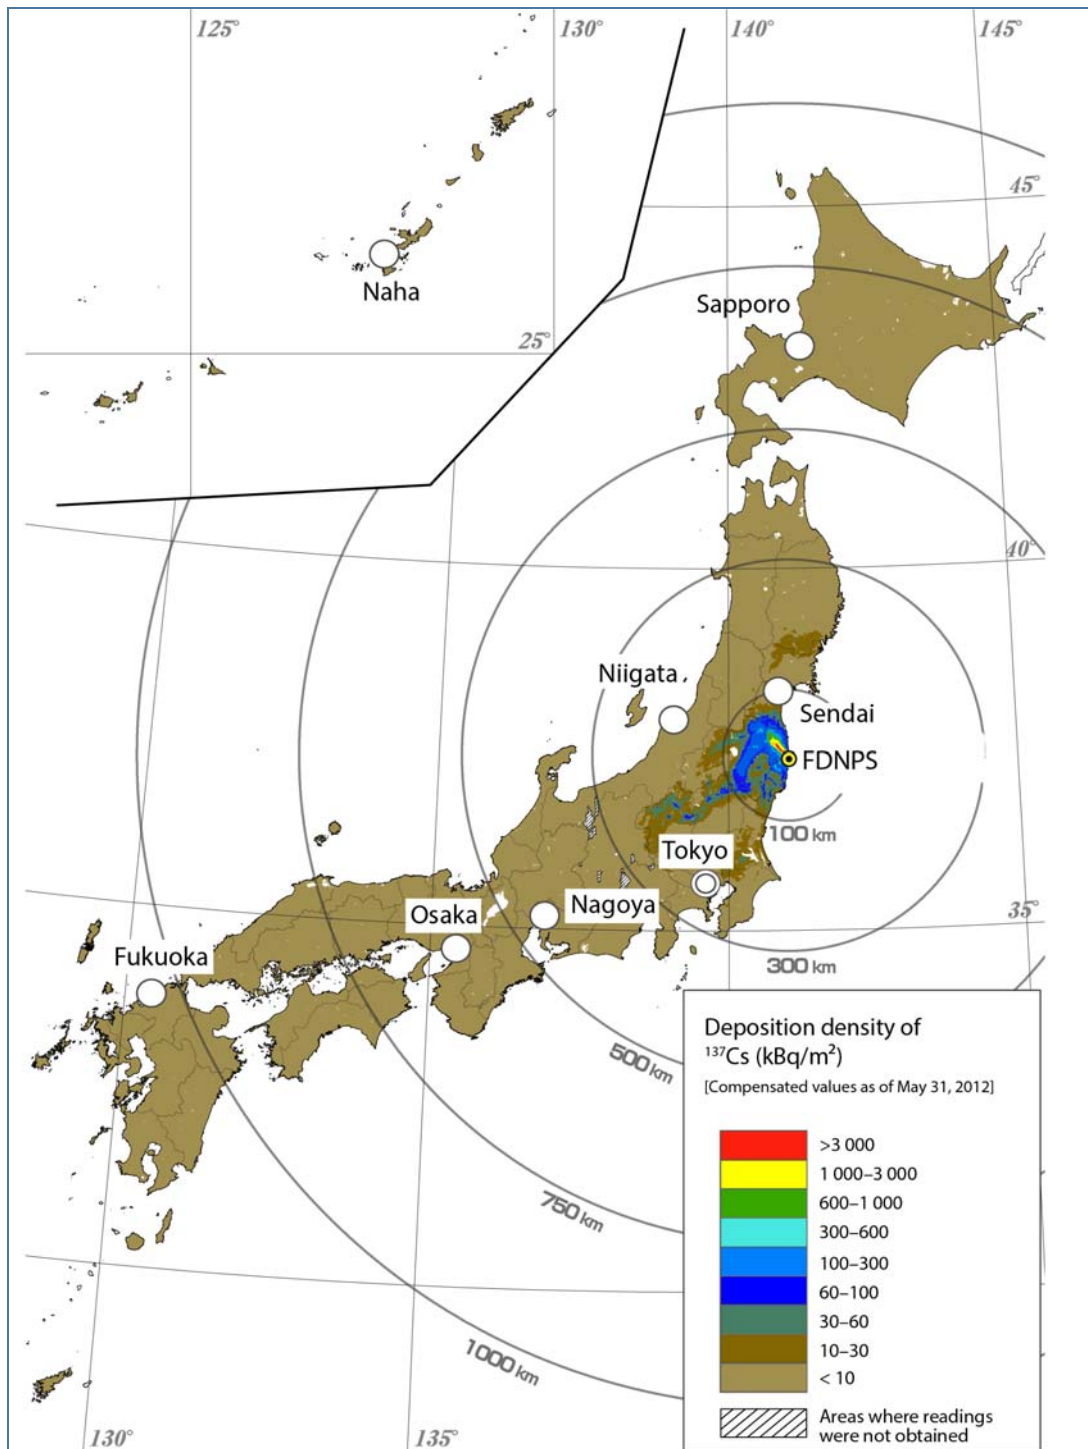 125°
130°
140°
145°
45°
Sapporo
Naha
25°
40°
Niigata
Sendai
FDNPS
100 km
Tokyo
Nagoya
Osaka
35°
Fukuoka
300 km
500 km
750 km
1000 km
130°
135°
Deposition density of
¹³⁷Cs (kBq/m²)
[Compensated values as of May 31, 2012]
>3 000
1 000–3 000
600–1 000
300–600
100–300
60–100
30–60
10–30
< 10
Areas where readings
were not obtained